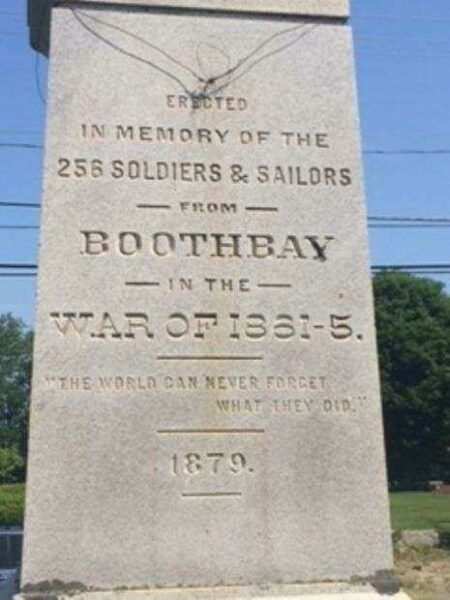 ERECTED
IN MEMORY OF THE
256 SOLDIERS & SAILORS
— FROM —
BOOTHBAY
— IN THE —
WAR OF 1861-5.
"THE WORLD CAN NEVER FORGET
WHAT THEY DID."
1879.